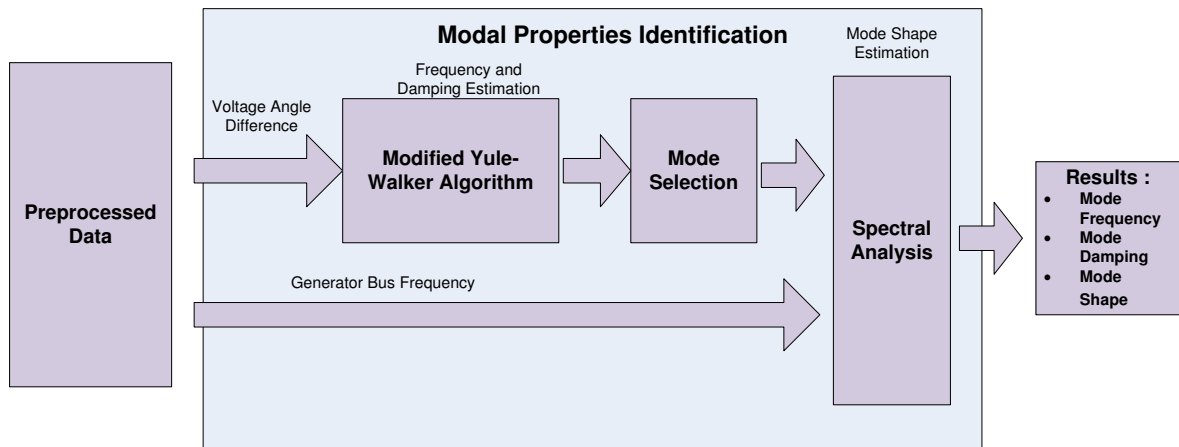 Modal Properties Identification
Preprocessed
Data
Voltage Angle
Difference
Frequency and
Damping Estimation
Modified Yule-
Walker Algorithm
Mode
Selection
Generator Bus Frequency
Mode Shape
Estimation
Spectral
Analysis
Results :
• Mode
Frequency
• Mode
Damping
• Mode
Shape